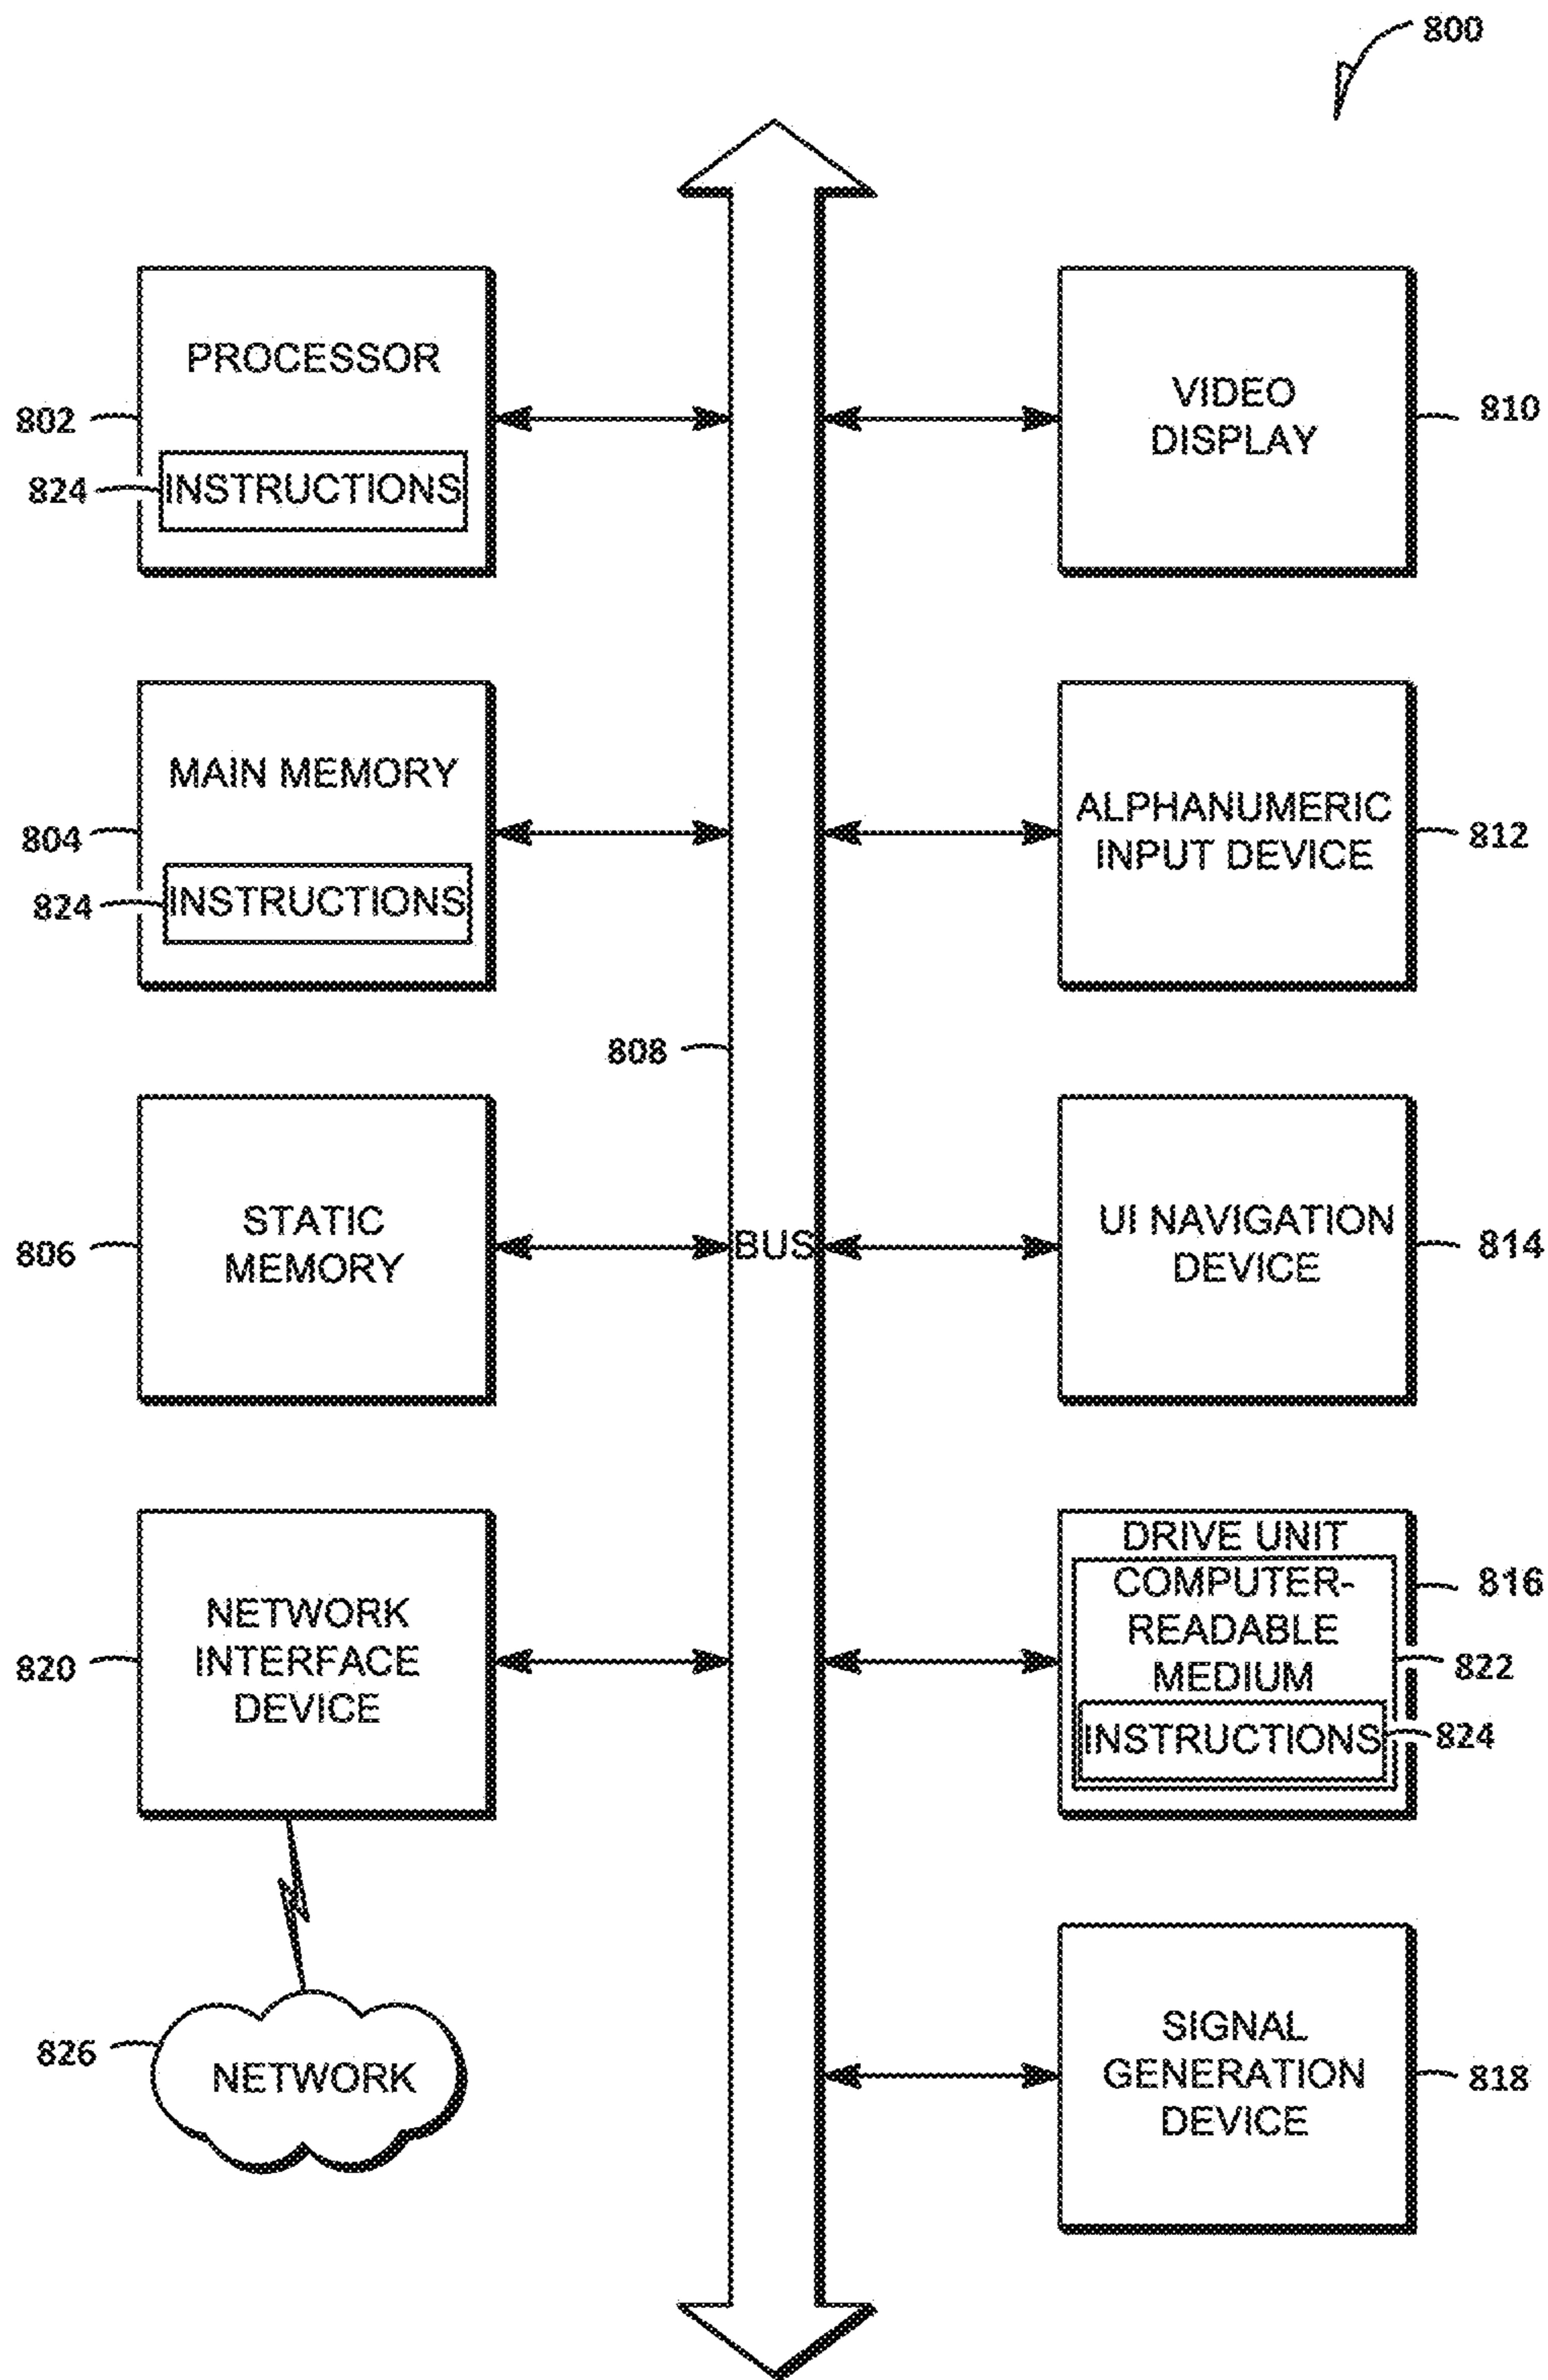 800
PROCESSOR
802
824
INSTRUCTIONS
VIDEO
DISPLAY
810
MAIN MEMORY
804
824
INSTRUCTIONS
ALPHANUMERIC
INPUT DEVICE
812
808
STATIC
MEMORY
806
BUS
UI NAVIGATION
DEVICE
814
NETWORK
INTERFACE
DEVICE
820
DRIVE UNIT
COMPUTER-
READABLE
MEDIUM
INSTRUCTIONS
816
822
824
826
NETWORK
SIGNAL
GENERATION
DEVICE
818